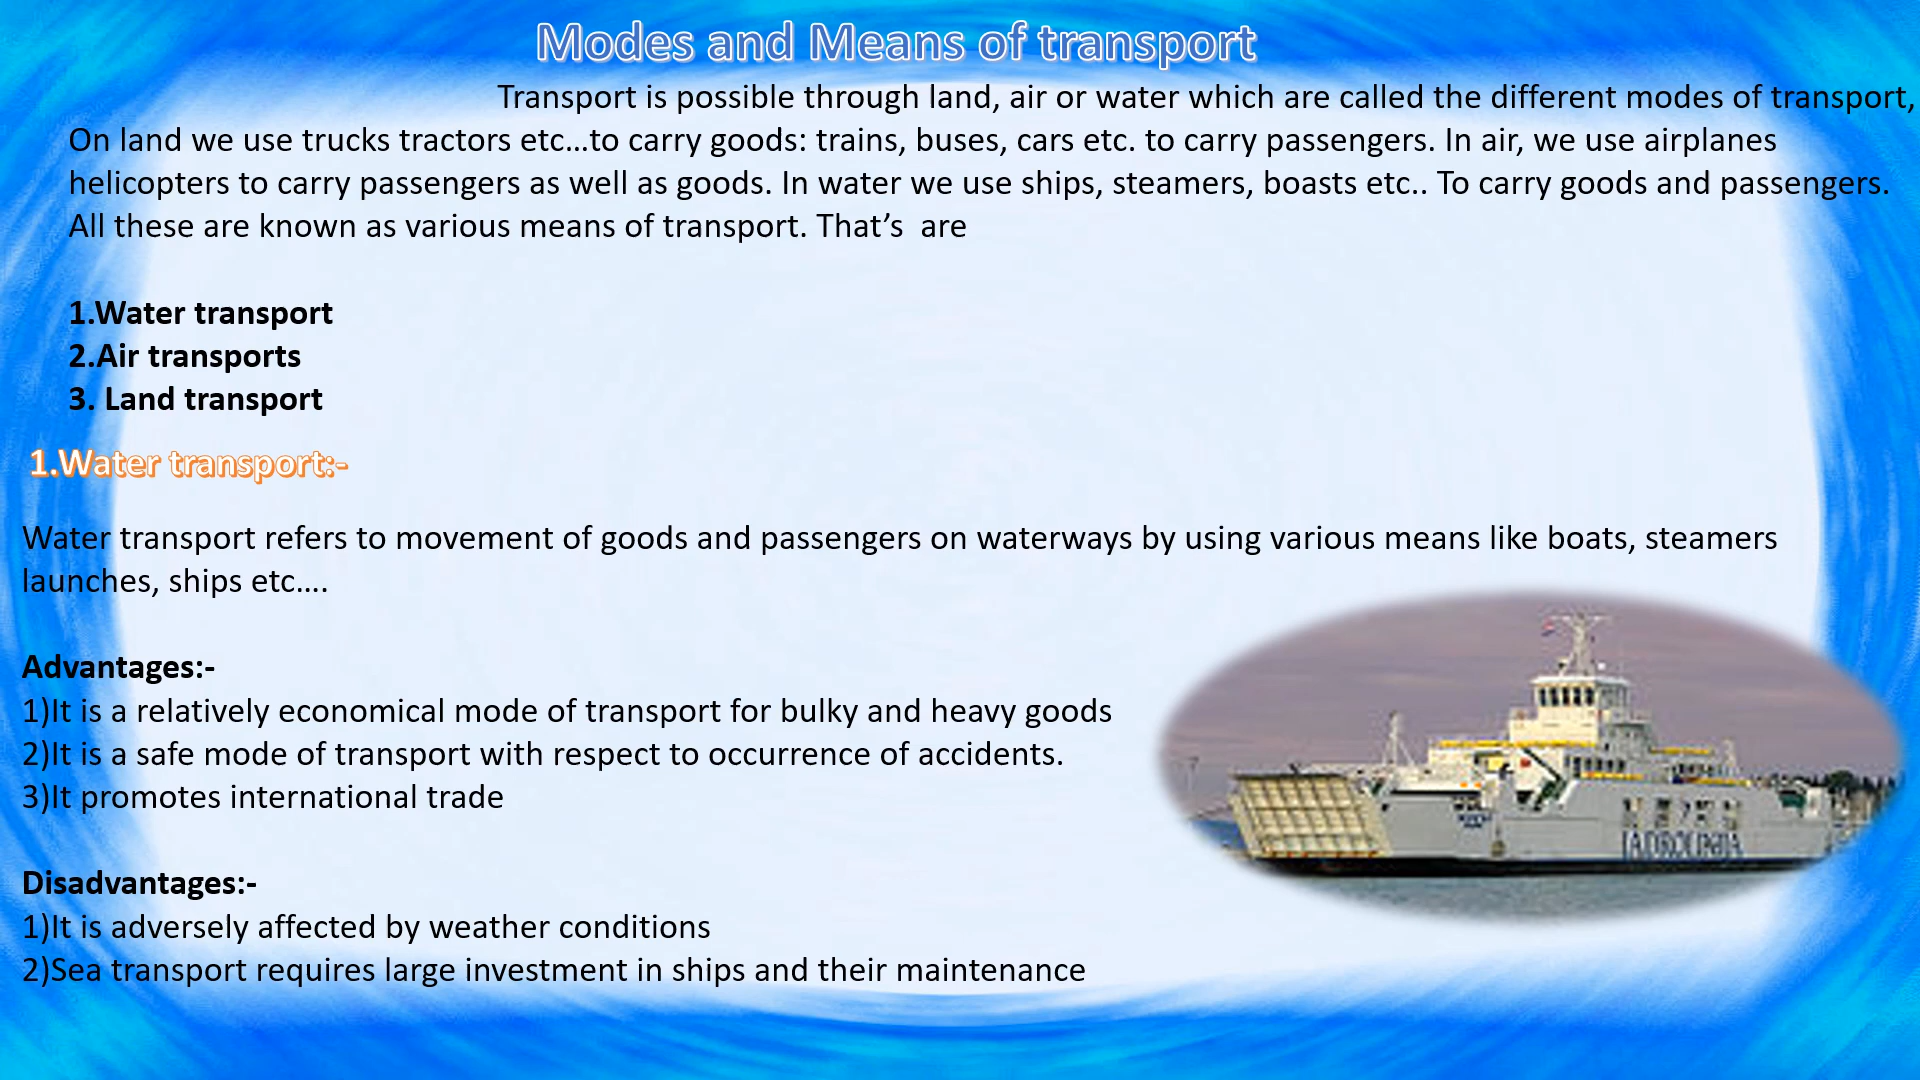 Modes and Means of transport
Transport is possible through land, air or water which are called the different modes of transport,
On land we use trucks tractors etc...to carry goods: trains, buses, cars etc. to carry passengers. In air, we use airplanes
helicopters to carry passengers as well as goods. In water we use ships, steamers, boasts etc.. To carry goods and passengers.
All these are known as various means of transport. That’s  are
1.Water transport
2.Air transports
3. Land transport
1.Water transport:-
Water transport refers to movement of goods and passengers on waterways by using various means like boats, steamers
launches, ships etc....
Advantages:-
1)It is a relatively economical mode of transport for bulky and heavy goods
2)It is a safe mode of transport with respect to occurrence of accidents.
3)It promotes international trade
JADROLINIJA
Disadvantages:-
1)It is adversely affected by weather conditions
2)Sea transport requires large investment in ships and their maintenance